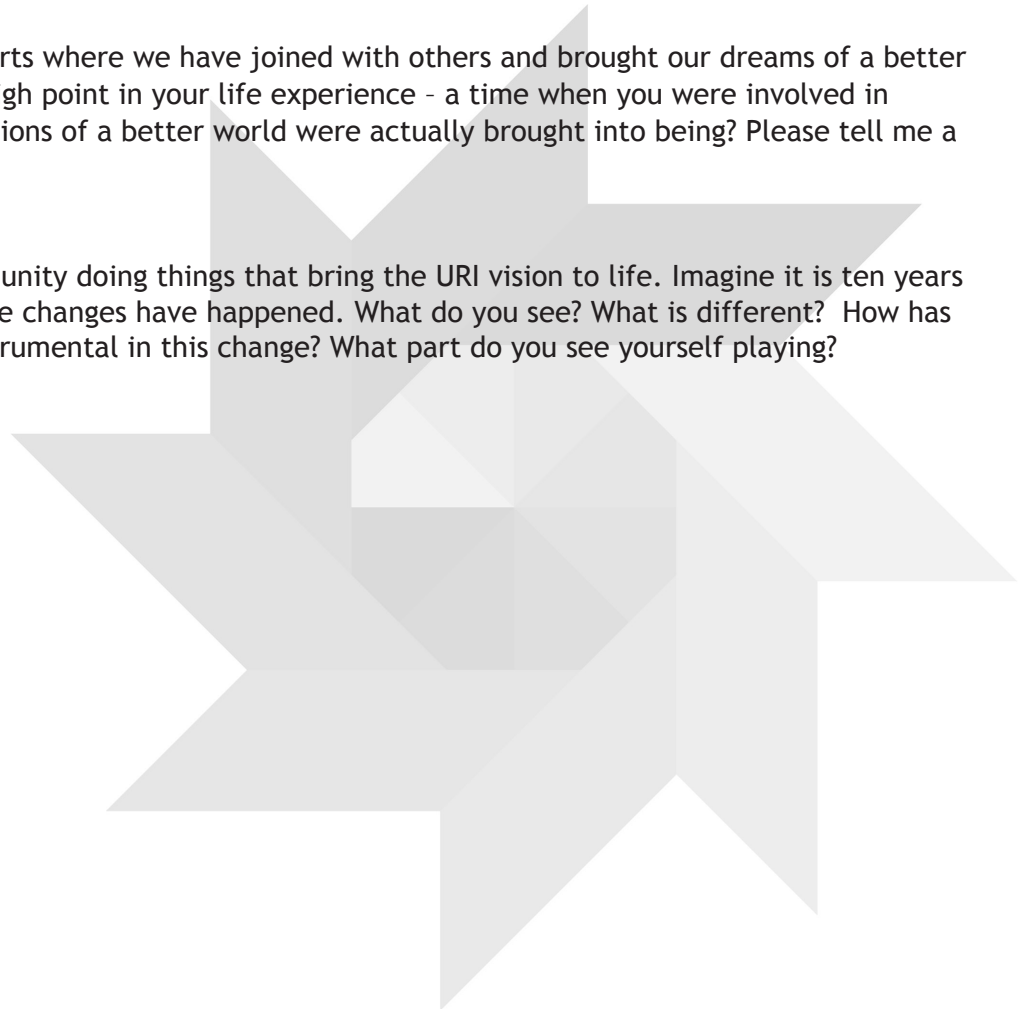 rts where we have joined with others and brought our dreams of a better
igh point in your life experience – a time when you were involved in
ions of a better world were actually brought into being? Please tell me a
unity doing things that bring the URI vision to life. Imagine it is ten years
e changes have happened. What do you see? What is different? How has
rumental in this change? What part do you see yourself playing?